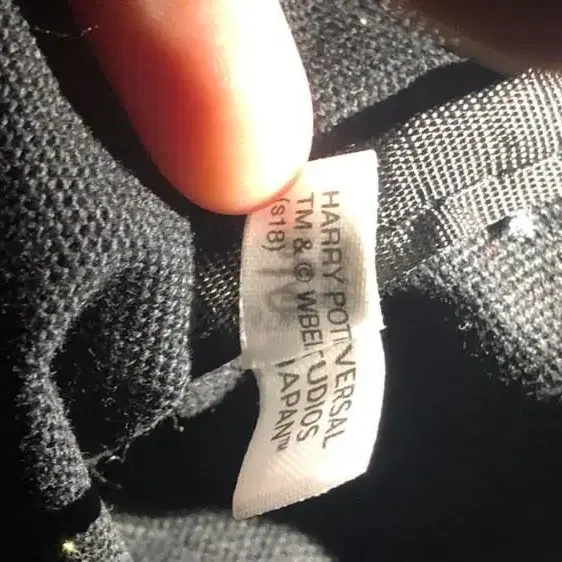 HARRY POT
TM & © WBEI
(s18)
VERSAL
UDIOS
JAPAN™